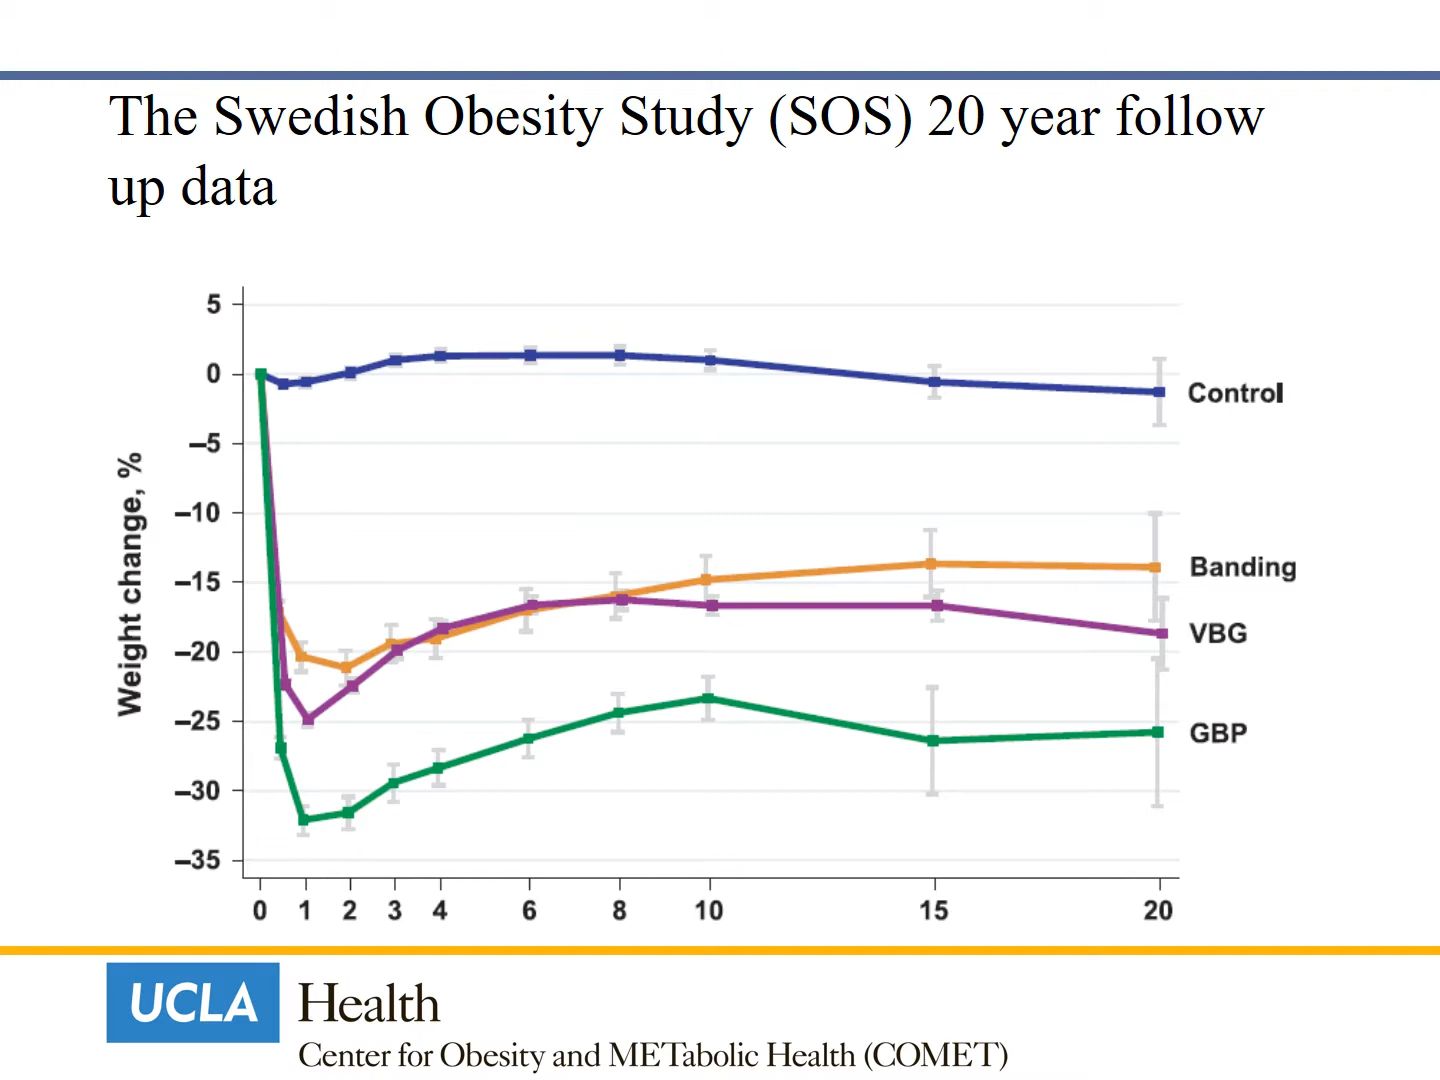 The Swedish Obesity Study (SOS) 20 year follow
up data
5
0
–5
–10
–15
–20
–25
–30
–35
Weight change, %
Control
Banding
VBG
GBP
0 1 2 3 4 6 8 10 15 20
UCLA Health
Center for Obesity and METabolic Health (COMET)